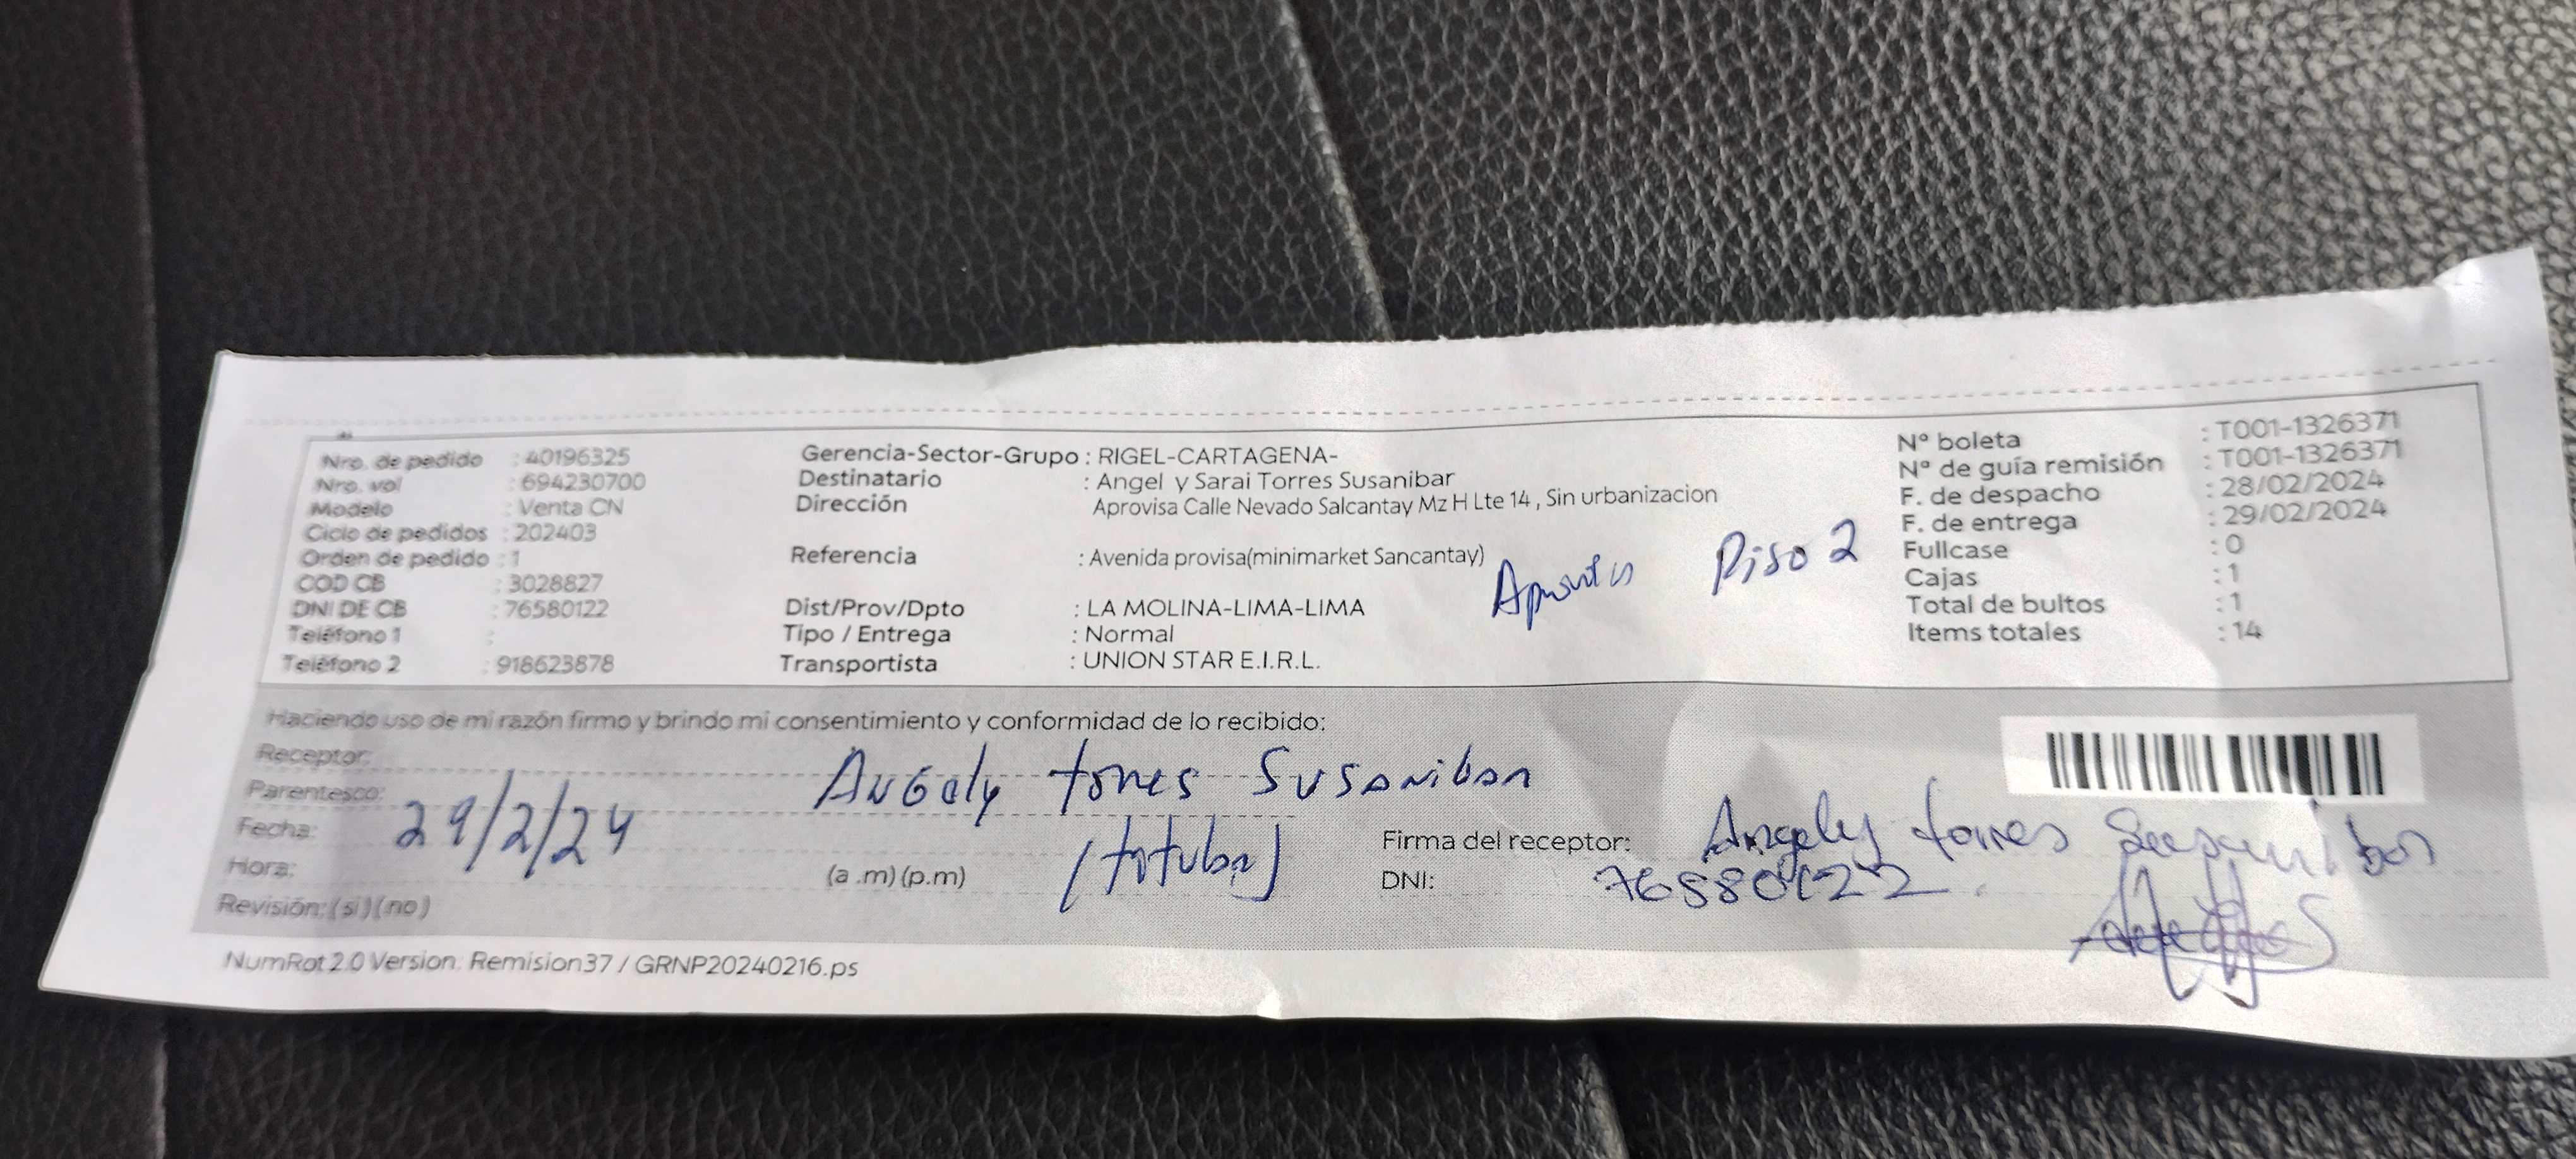 Nro. de pedido : 40196325
Nro. vol : 694230700
Modelo : Venta CN
Ciclo de pedidos : 202403
Orden de pedido : 1
COD CB : 3028827
DNI DE CB : 76580122
Teléfono 1 :
Teléfono 2 : 918623878
Gerencia-Sector-Grupo : RIGEL-CARTAGENA-
Destinatario : Angel y Sarai Torres Susanibar
Dirección Aprovisa Calle Nevado Salcantay Mz H Lte 14 , Sin urbanizacion
Referencia : Avenida provisa(minimarket Sancantay)
Piso 2
Dist/Prov/Dpto : LA MOLINA-LIMA-LIMA
Tipo / Entrega : Normal
Transportista : UNION STAR E.I.R.L.
N° boleta : T001-1326371
N° de guía remisión : T001-1326371
F. de despacho : 28/02/2024
F. de entrega : 29/02/2024
Fullcase : 0
Cajas : 1
Total de bultos : 1
Items totales : 14
Haciendo uso de mi razón firmo y brindo mi consentimiento y conformidad de lo recibido:
Receptor: Angely torres Susanibar
Parentesco:
Fecha: 29/2/24
Hora: (a .m) (p.m)
Revisión: (si) (no)
Firma del receptor: Angely torres Susanibar
DNI: 76580122
NumRot 2.0 Version. Remision37 / GRNP20240216.ps